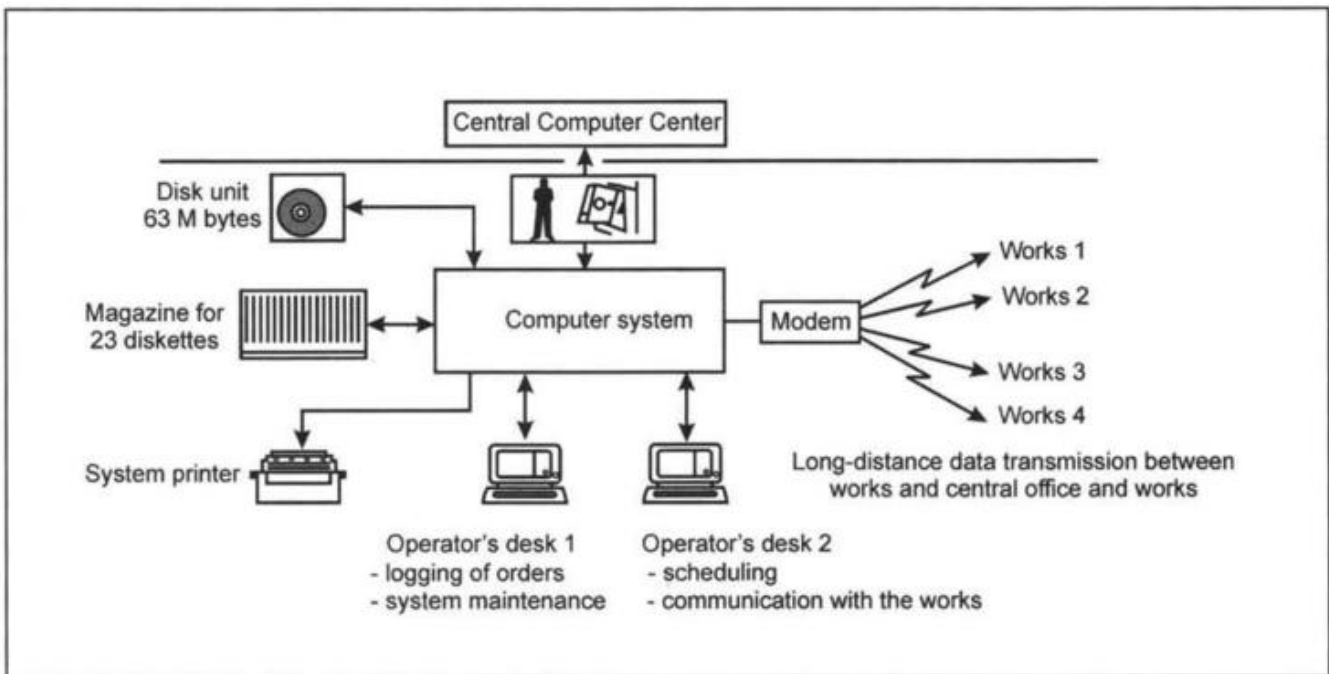 Central Computer Center
Disk unit
63 M bytes
Magazine for
23 diskettes
Computer system
Modem
Works 1
Works 2
Works 3
Works 4
System printer
Long-distance data transmission between
works and central office and works
Operator's desk 1
- logging of orders
- system maintenance
Operator's desk 2
- scheduling
- communication with the works